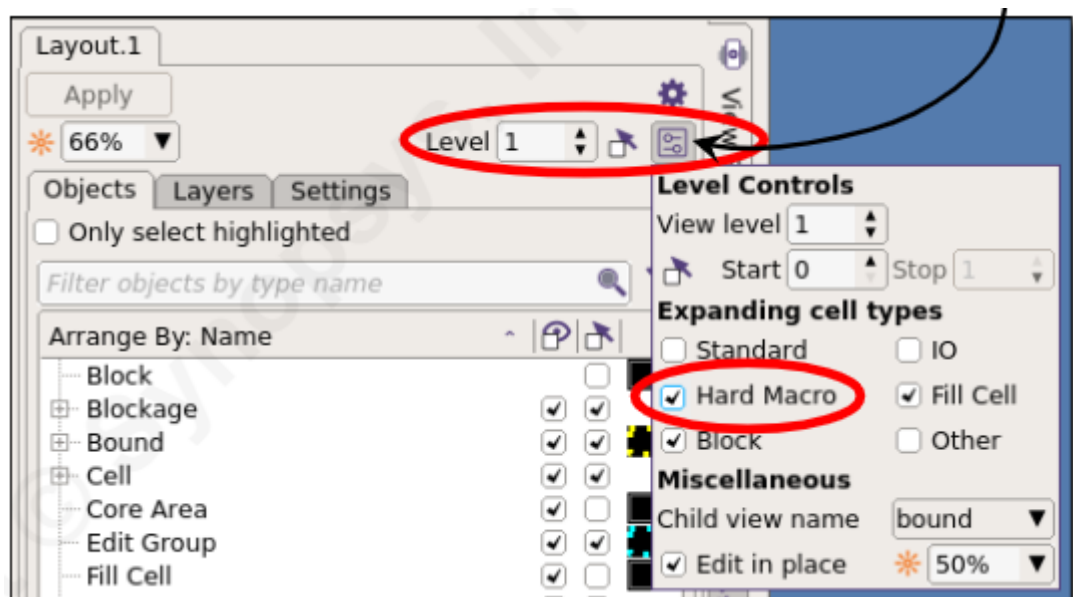 Layout.1
Apply
66%
Level 1
View
Objects Layers Settings
Only select highlighted
Filter objects by type name
Arrange By: Name
Block
Blockage
Bound
Cell
Core Area
Edit Group
Fill Cell
Level Controls
View level 1
Start 0 Stop 1
Expanding cell types
Standard IO
Hard Macro Fill Cell
Block Other
Miscellaneous
Child view name bound
Edit in place 50%
© Synopsys In